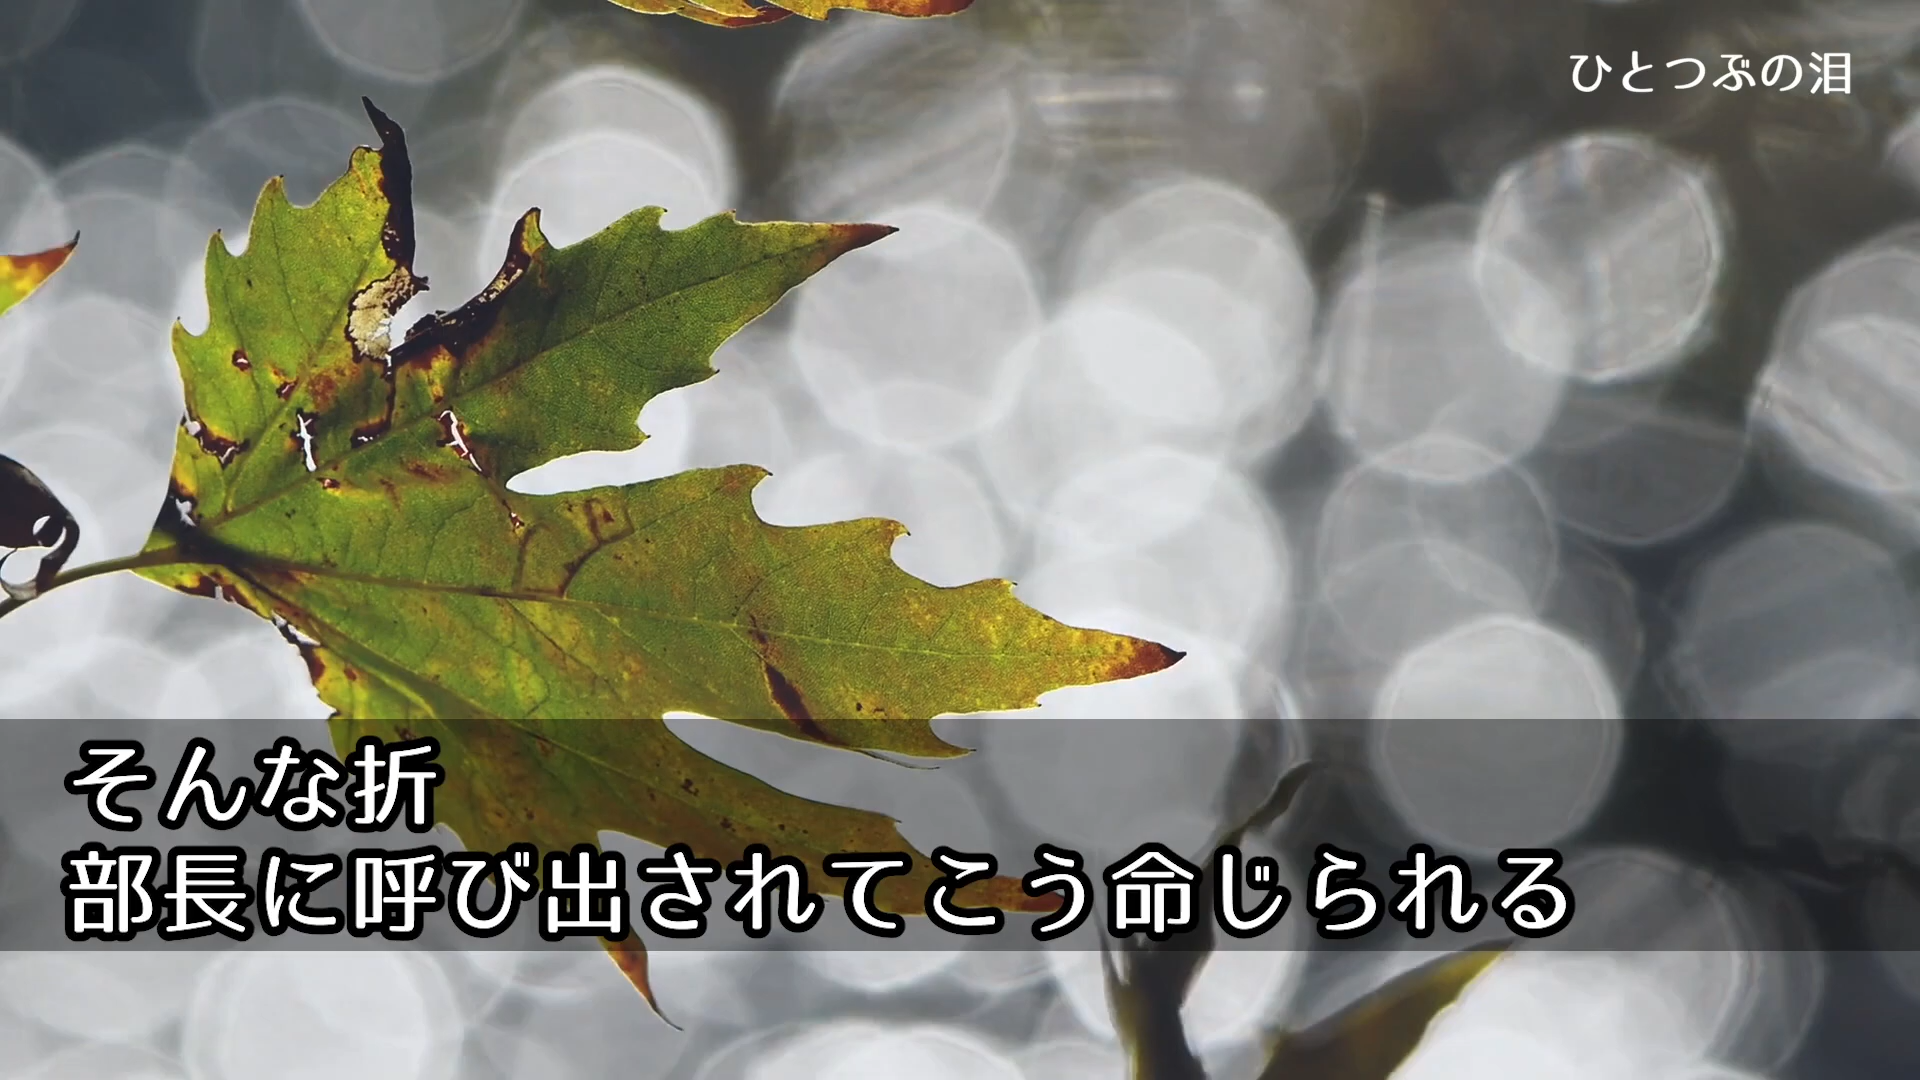 ひとつぶの泪
そんな折
部長に呼び出されてこう命じられる